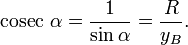 cosec α = 1/sin α = R/y_B.